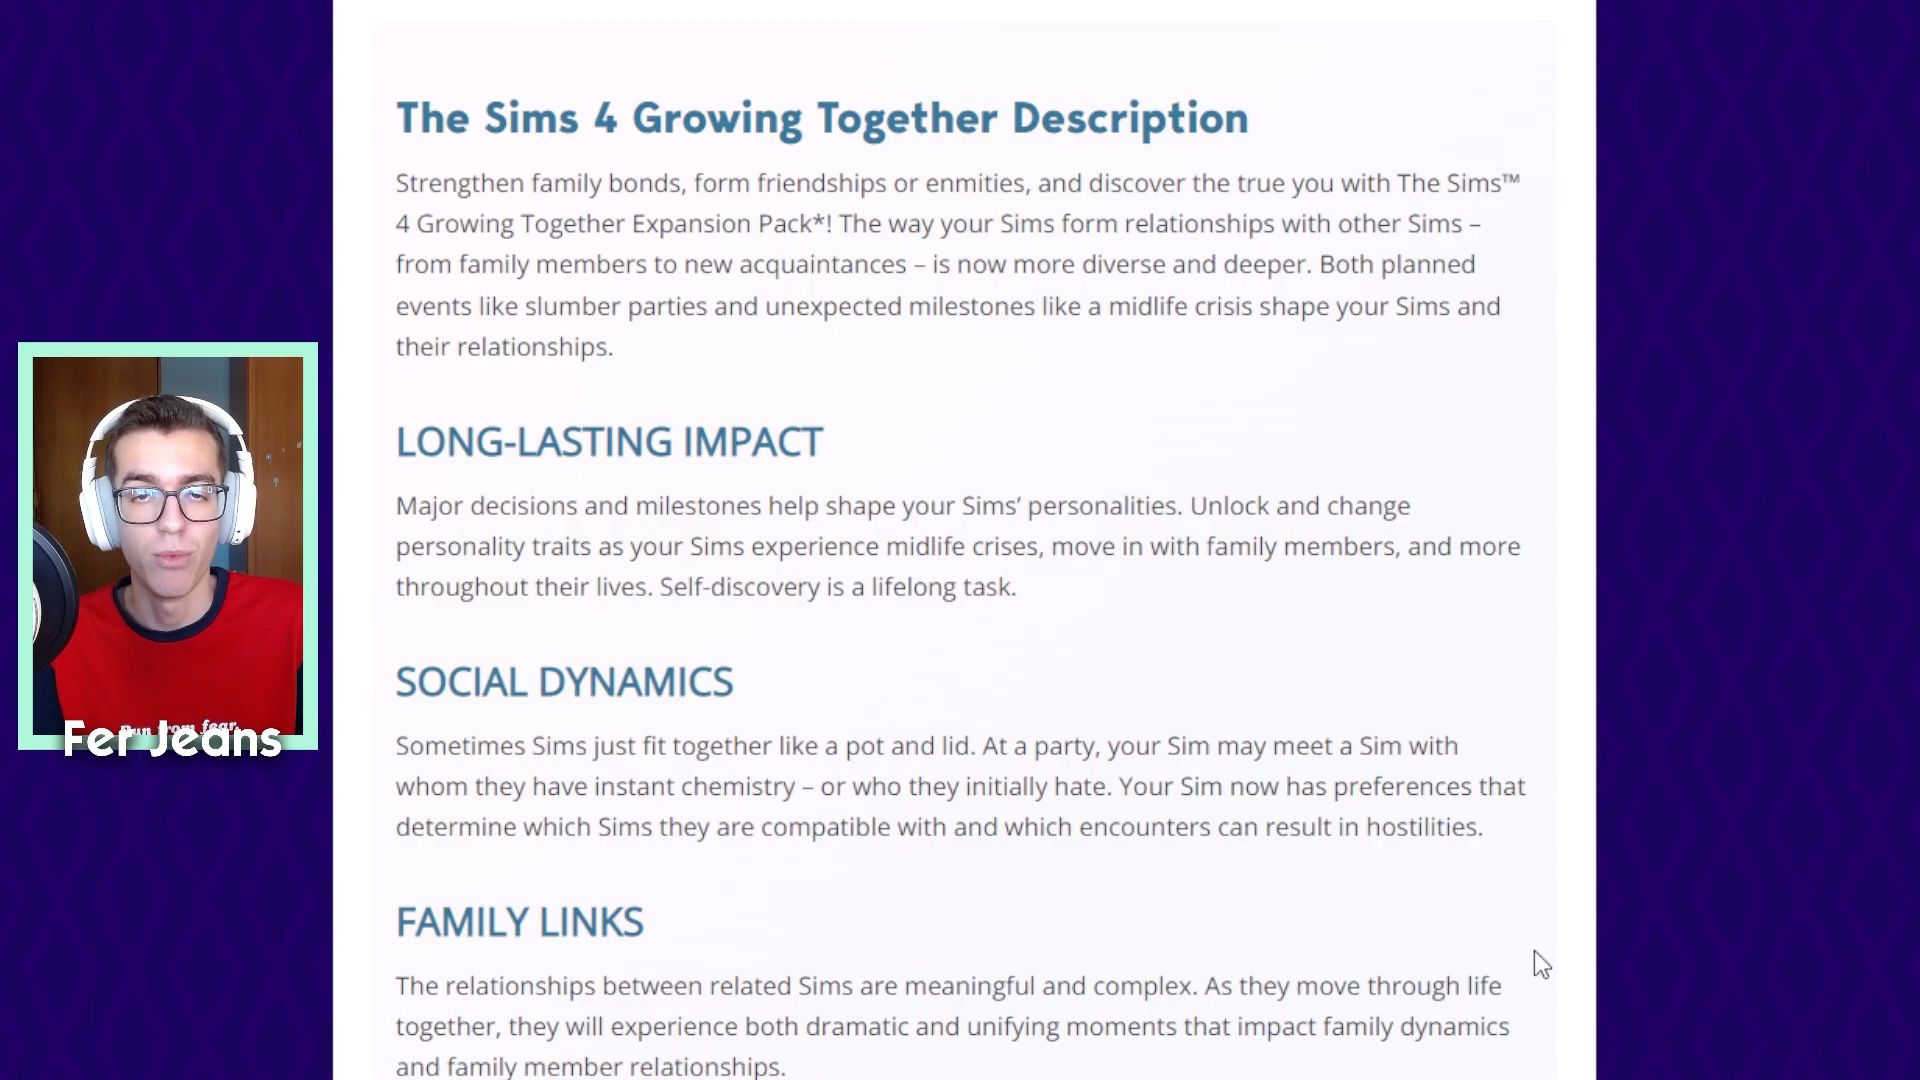 The Sims 4 Growing Together Description
Strengthen family bonds, form friendships or enmities, and discover the true you with The Sims™
4 Growing Together Expansion Pack*! The way your Sims form relationships with other Sims –
from family members to new acquaintances – is now more diverse and deeper. Both planned
events like slumber parties and unexpected milestones like a midlife crisis shape your Sims and
their relationships.
LONG-LASTING IMPACT
Major decisions and milestones help shape your Sims’ personalities. Unlock and change
personality traits as your Sims experience midlife crises, move in with family members, and more
throughout their lives. Self-discovery is a lifelong task.
SOCIAL DYNAMICS
Sometimes Sims just fit together like a pot and lid. At a party, your Sim may meet a Sim with
whom they have instant chemistry – or who they initially hate. Your Sim now has preferences that
determine which Sims they are compatible with and which encounters can result in hostilities.
FAMILY LINKS
The relationships between related Sims are meaningful and complex. As they move through life
together, they will experience both dramatic and unifying moments that impact family dynamics
and family member relationships.
Run from fear,
Fer Jeans